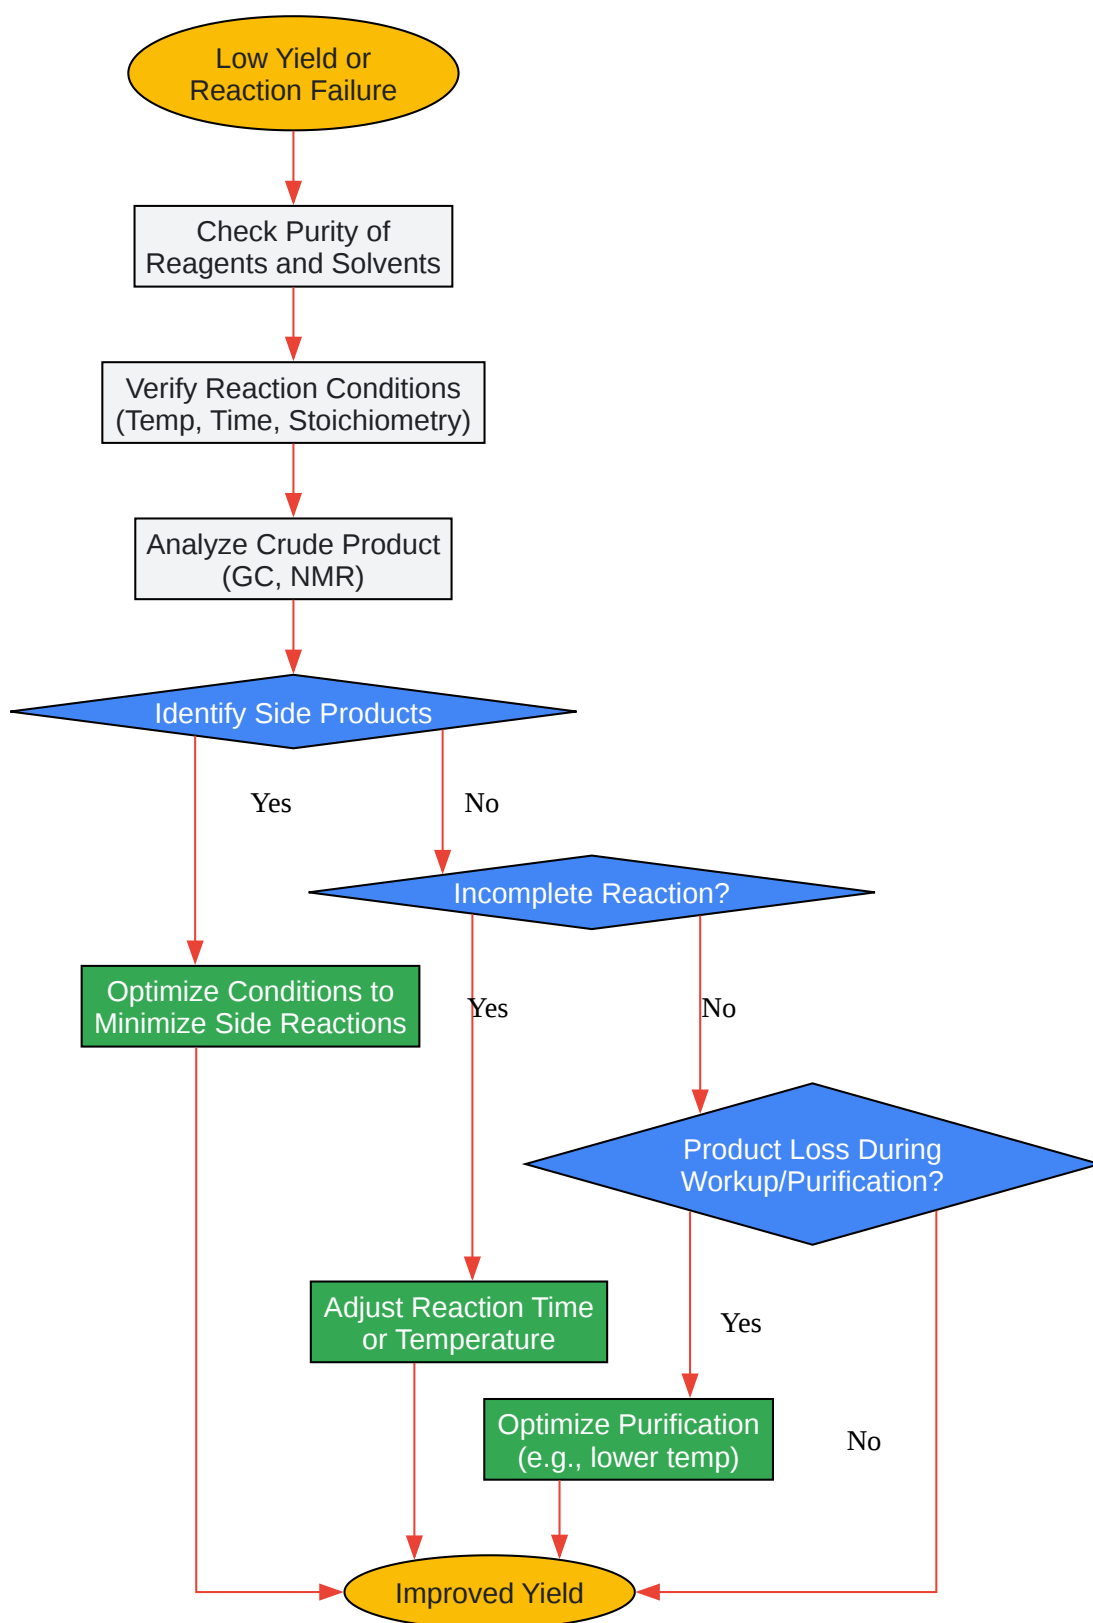 Low Yield or
Reaction Failure
Check Purity of
Reagents and Solvents
Verify Reaction Conditions
(Temp, Time, Stoichiometry)
Analyze Crude Product
(GC, NMR)
Identify Side Products
Yes
No
Incomplete Reaction?
Optimize Conditions to
Minimize Side Reactions
Yes
No
Product Loss During
Workup/Purification?
Adjust Reaction Time
or Temperature
Yes
Optimize Purification
(e.g., lower temp)
No
Improved Yield